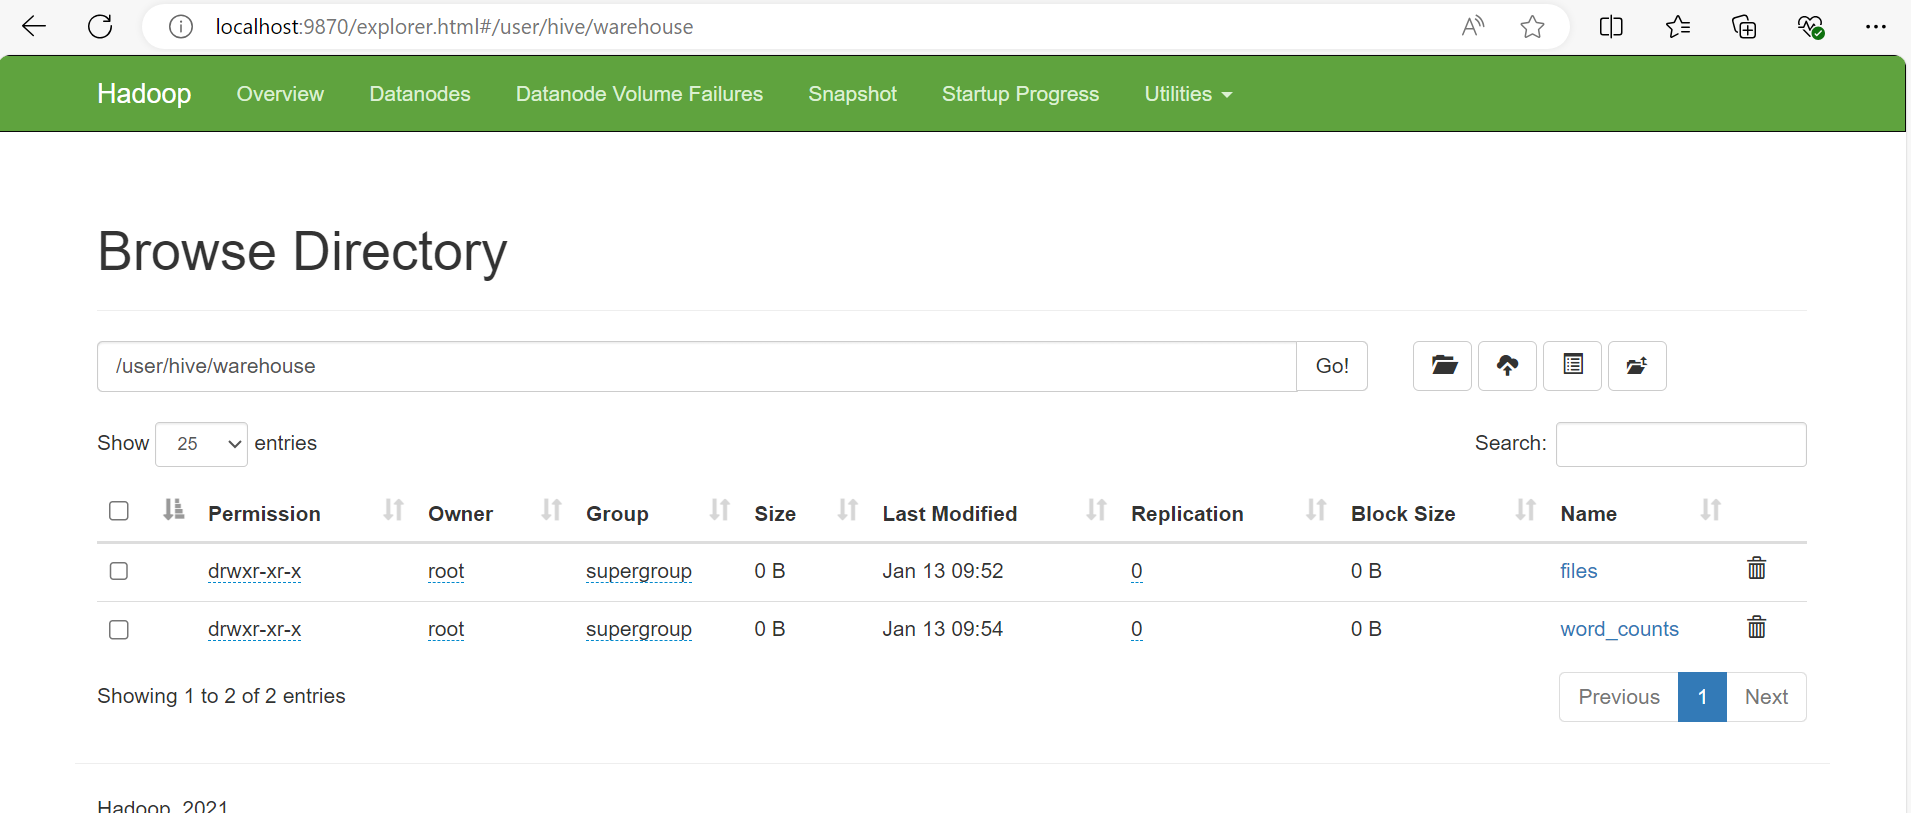 localhost:9870/explorer.html#/user/hive/warehouse
Hadoop Overview Datanodes Datanode Volume Failures Snapshot Startup Progress Utilities
Browse Directory
/user/hive/warehouse Go!
Show 25 entries Search:
Permission Owner Group Size Last Modified Replication Block Size Name
drwxr-xr-x root supergroup 0 B Jan 13 09:52 0 0 B files
drwxr-xr-x root supergroup 0 B Jan 13 09:54 0 0 B word_counts
Showing 1 to 2 of 2 entries Previous 1 Next
Hadoop, 2021.